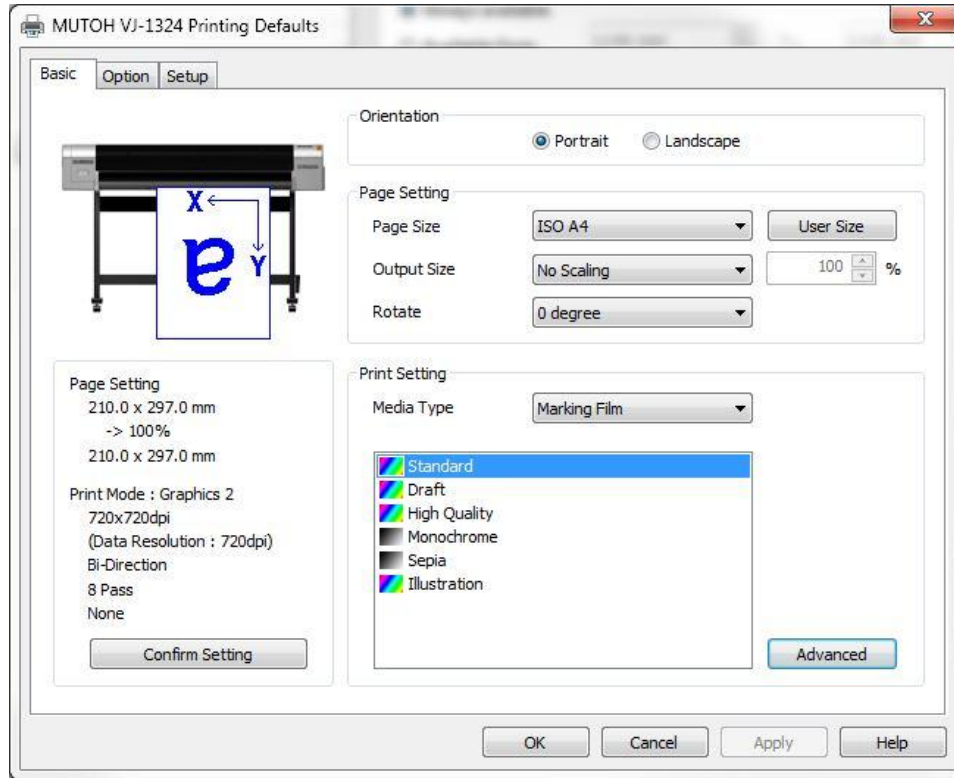 MUTOH VJ-1324 Printing Defaults
Basic Option Setup
Orientation
Portrait Landscape
X
Y
a
Page Setting
Page Size ISO A4 User Size
Output Size No Scaling 100 %
Rotate 0 degree
Page Setting
210.0 x 297.0 mm
-> 100%
210.0 x 297.0 mm
Print Mode : Graphics 2
720x720dpi
(Data Resolution : 720dpi)
Bi-Direction
8 Pass
None
Confirm Setting
Print Setting
Media Type Marking Film
Standard
Draft
High Quality
Monochrome
Sepia
Illustration
Advanced
OK Cancel Apply Help